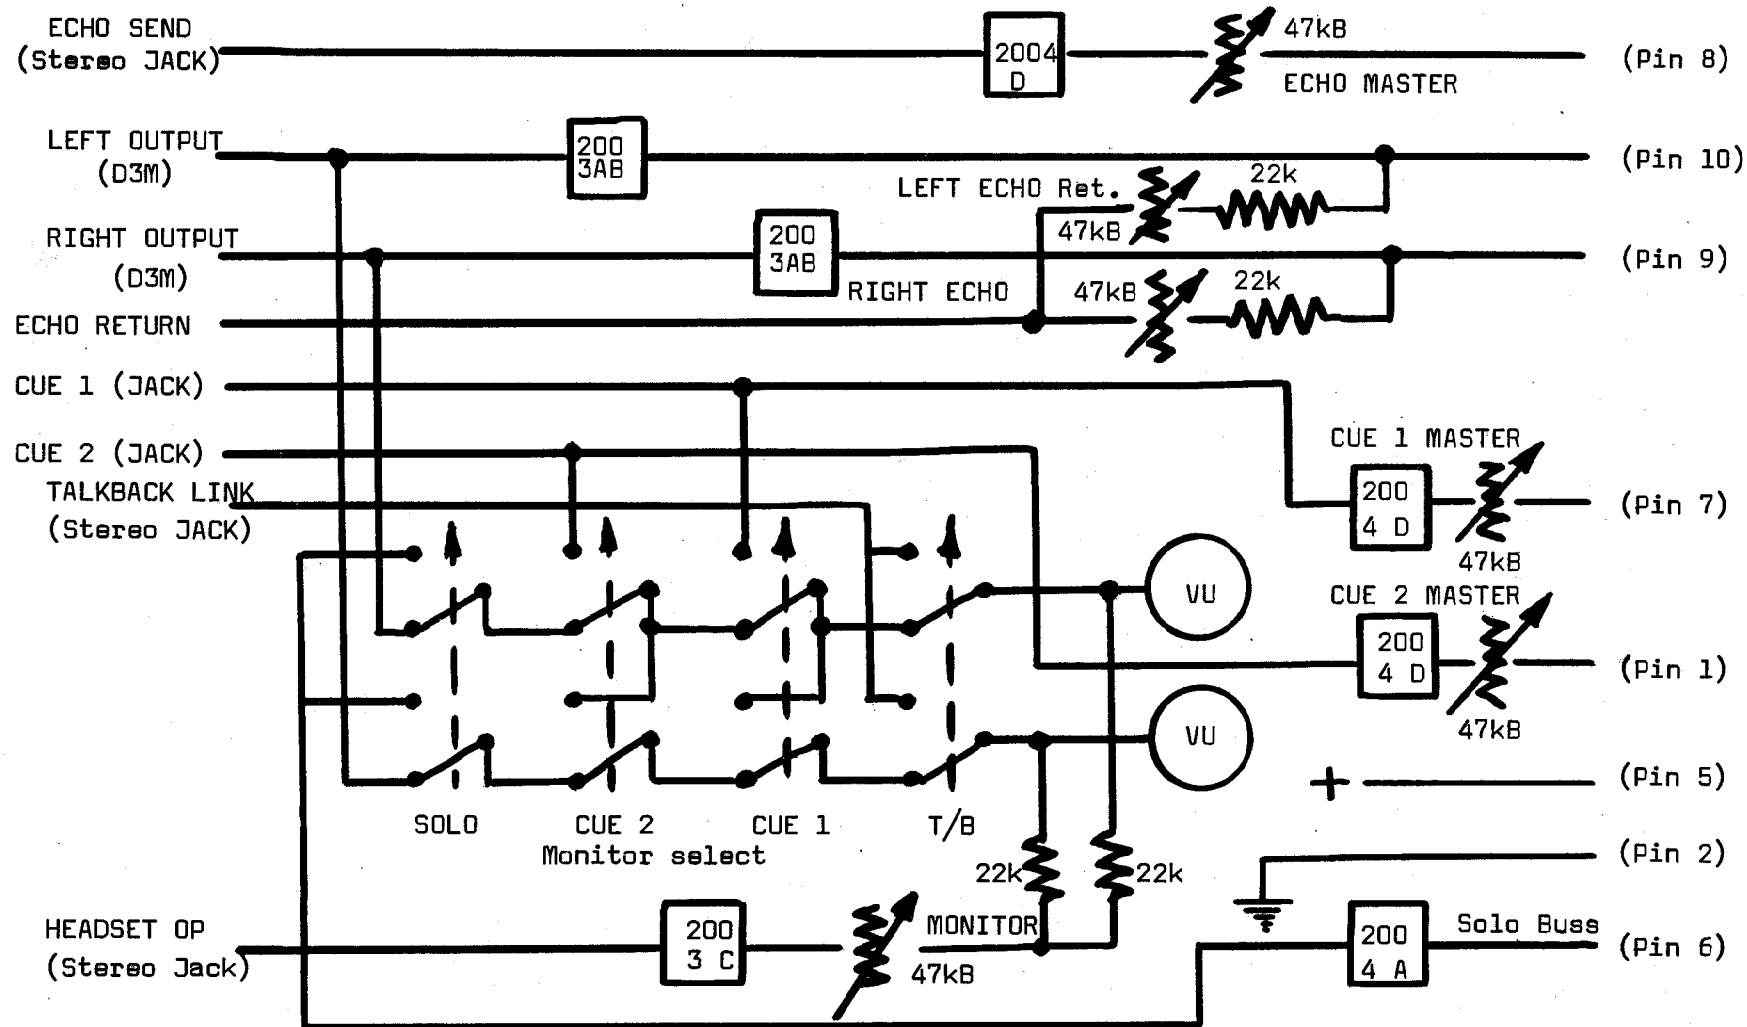 ECHO SEND
(Stereo JACK)
2004
D
47kB
ECHO MASTER
(Pin 8)
LEFT OUTPUT
(D3M)
200
3AB
(Pin 10)
LEFT ECHO Ret.
47kB
22k
RIGHT OUTPUT
(D3M)
200
3AB
(Pin 9)
RIGHT ECHO
47kB
22k
ECHO RETURN
CUE 1 (JACK)
CUE 2 (JACK)
TALKBACK LINK
(Stereo JACK)
CUE 1 MASTER
200
4 D
47kB
(Pin 7)
VU
CUE 2 MASTER
200
4 D
47kB
(Pin 1)
VU
+
(Pin 5)
SOLO
CUE 2
CUE 1
T/B
Monitor select
22k
22k
(Pin 2)
HEADSET OP
(Stereo Jack)
200
3 C
MONITOR
47kB
200
4 A
Solo Buss
(Pin 6)